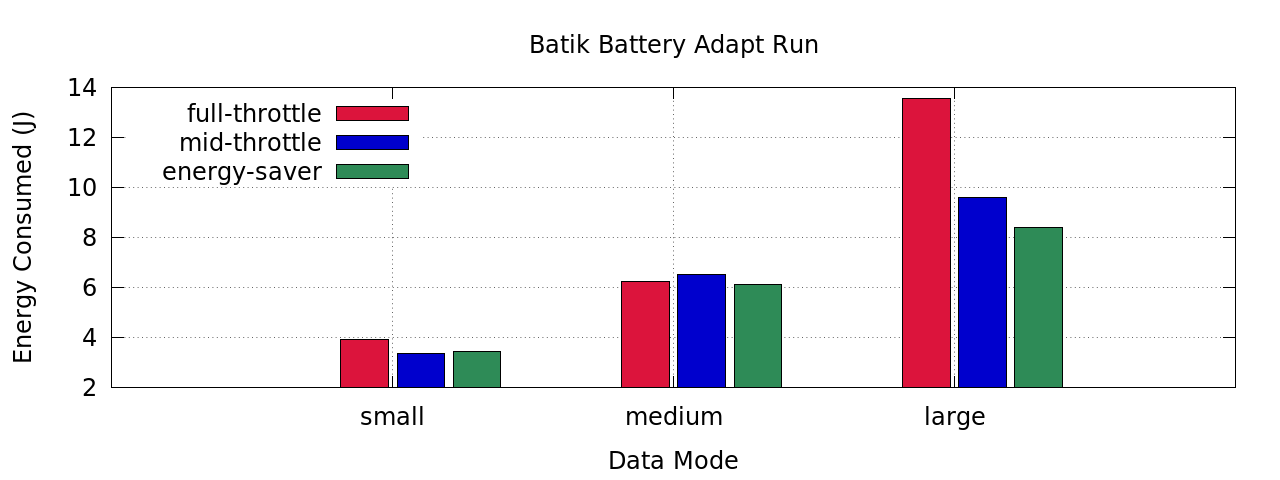 Batik Battery Adapt Run
Energy Consumed (J)
14
12
10
8
6
4
2
full-throttle
mid-throttle
energy-saver
small
medium
large
Data Mode